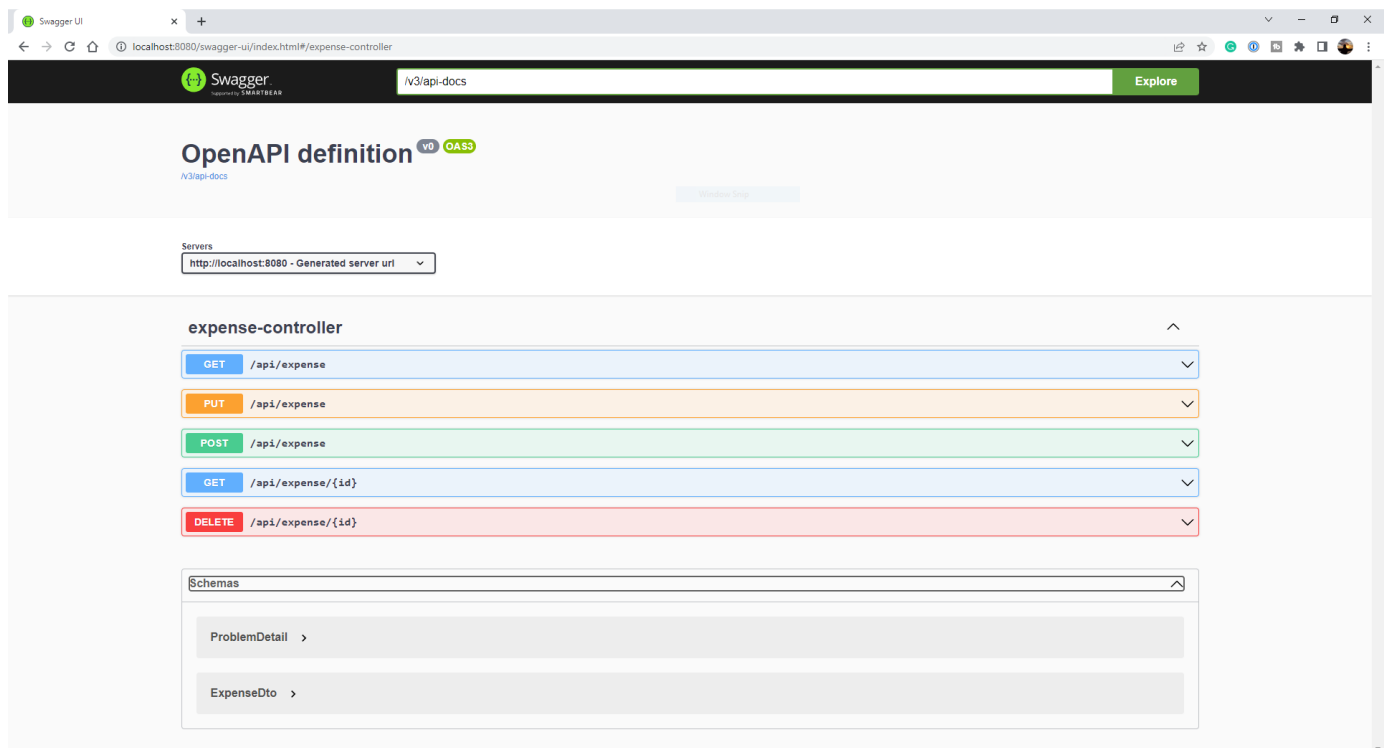 Swagger UI
localhost:8080/swagger-ui/index.html#/expense-controller
Swagger.
Supported by SMARTBEAR
/v3/api-docs
Explore
OpenAPI definition v0 OAS3
/v3/api-docs
Window Snip
Servers
http://localhost:8080 - Generated server url
expense-controller
GET /api/expense
PUT /api/expense
POST /api/expense
GET /api/expense/{id}
DELETE /api/expense/{id}
Schemas
ProblemDetail
ExpenseDto